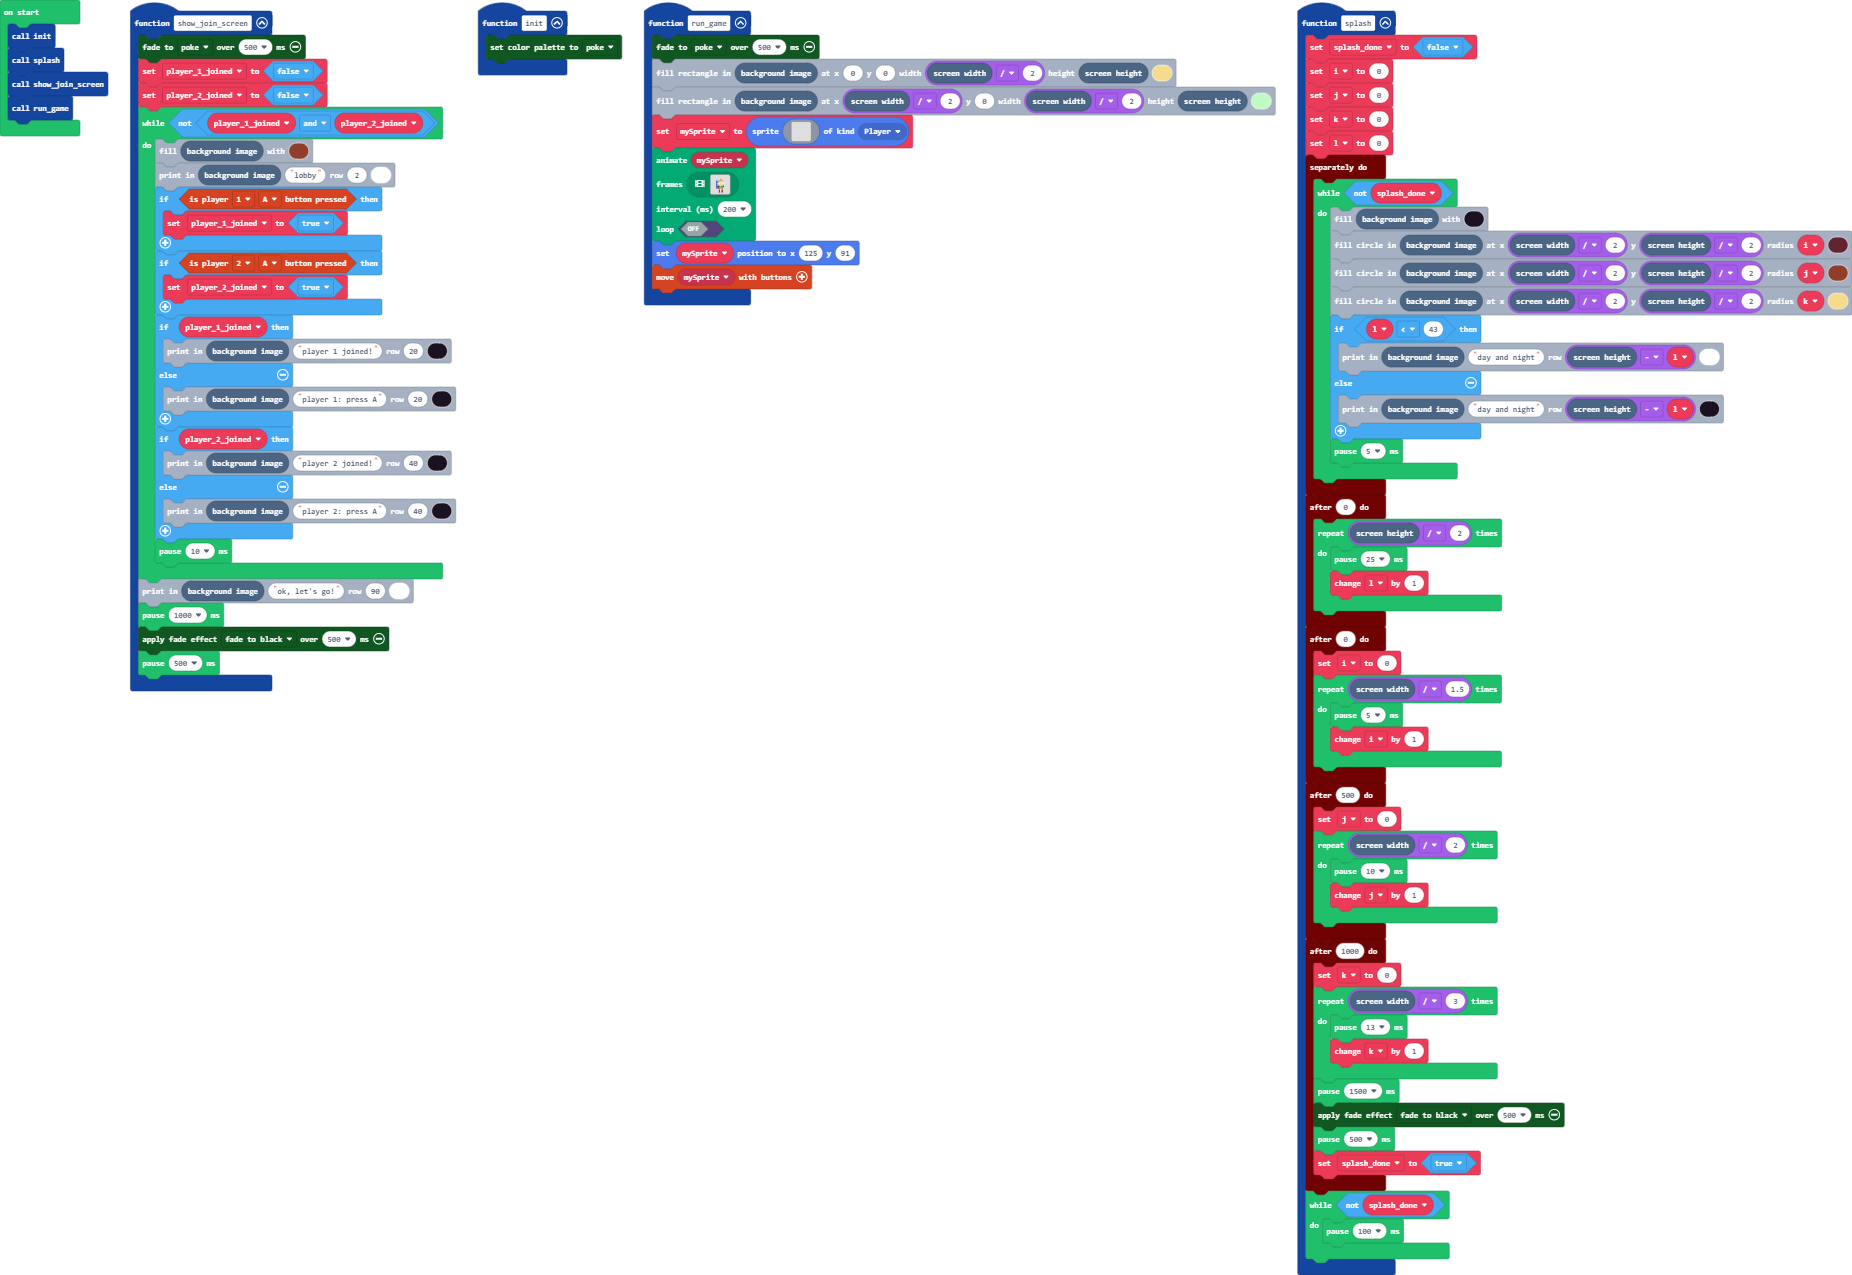 on start
call init
call splash
call show_join_screen
call run_game
function show_join_screen
fade to poke over 500 ms
set player_1_joined to false
set player_2_joined to false
while not player_1_joined and player_2_joined
do
fill background image with
print in background image "lobby" row 2
if is player 1 A button pressed then
set player_1_joined to true
if is player 2 A button pressed then
set player_2_joined to true
if player_1_joined then
print in background image "player 1 joined!" row 20
else
print in background image "player 1: press A" row 20
if player_2_joined then
print in background image "player 2 joined!" row 40
else
print in background image "player 2: press A" row 40
pause 10 ms
print in background image "ok, let's go!" row 90
pause 1000 ms
apply fade effect fade to black over 500 ms
pause 500 ms
function init
set color palette to poke
function run_game
fade to poke over 500 ms
fill rectangle in background image at x 0 y 0 width screen width / 2 height screen height
fill rectangle in background image at x screen width / 2 y 0 width screen width / 2 height screen height
set mySprite to sprite of kind Player
animate mySprite
frames
interval (ms) 200
loop OFF
set mySprite position to x 125 y 91
move mySprite with buttons
function splash
set splash_done to false
set i to 0
set j to 0
set k to 0
set l to 0
separately do
while not splash_done
do
fill background image with
fill circle in background image at x screen width / 2 y screen height / 2 radius i
fill circle in background image at x screen width / 2 y screen height / 2 radius j
fill circle in background image at x screen width / 2 y screen height / 2 radius k
if l < 43 then
print in background image "day and night" row screen height - l
else
print in background image "day and night" row screen height - l
pause 5 ms
after 0 do
repeat screen height / 2 times
do
pause 25 ms
change l by 1
after 0 do
set i to 0
repeat screen width / 1.5 times
do
pause 5 ms
change i by 1
after 500 do
set j to 0
repeat screen width / 2 times
do
pause 10 ms
change j by 1
after 1000 do
set k to 0
repeat screen width / 3 times
do
pause 13 ms
change k by 1
pause 1500 ms
apply fade effect fade to black over 500 ms
pause 500 ms
set splash_done to true
while not splash_done
do
pause 100 ms